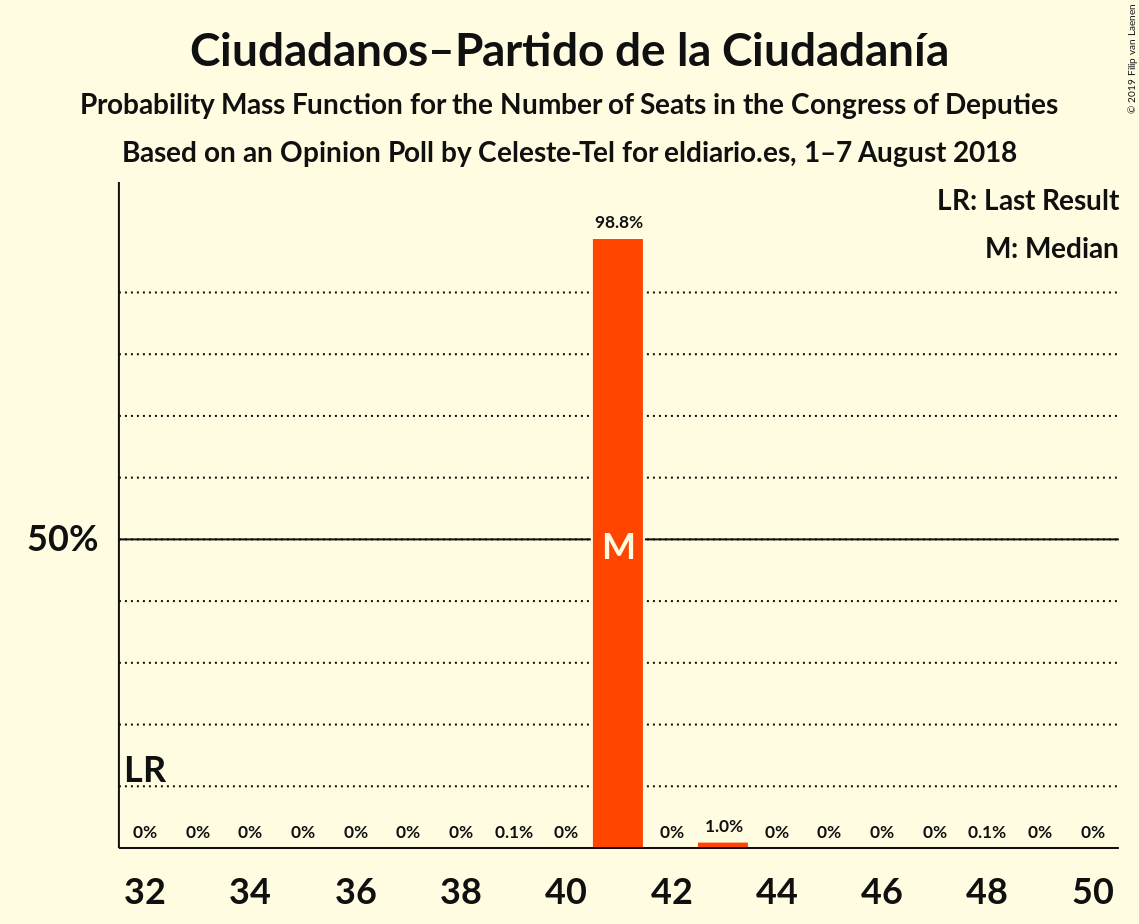 Ciudadanos–Partido de la Ciudadanía
Probability Mass Function for the Number of Seats in the Congress of Deputies
Based on an Opinion Poll by Celeste-Tel for eldiario.es, 1–7 August 2018
© 2019 Filip van Laenen
LR: Last Result
M: Median
98.8%
50%
M
LR
0% 0% 0% 0% 0% 0% 0% 0.1% 0% 0% 1.0% 0% 0% 0% 0% 0.1% 0% 0%
32 34 36 38 40 42 44 46 48 50